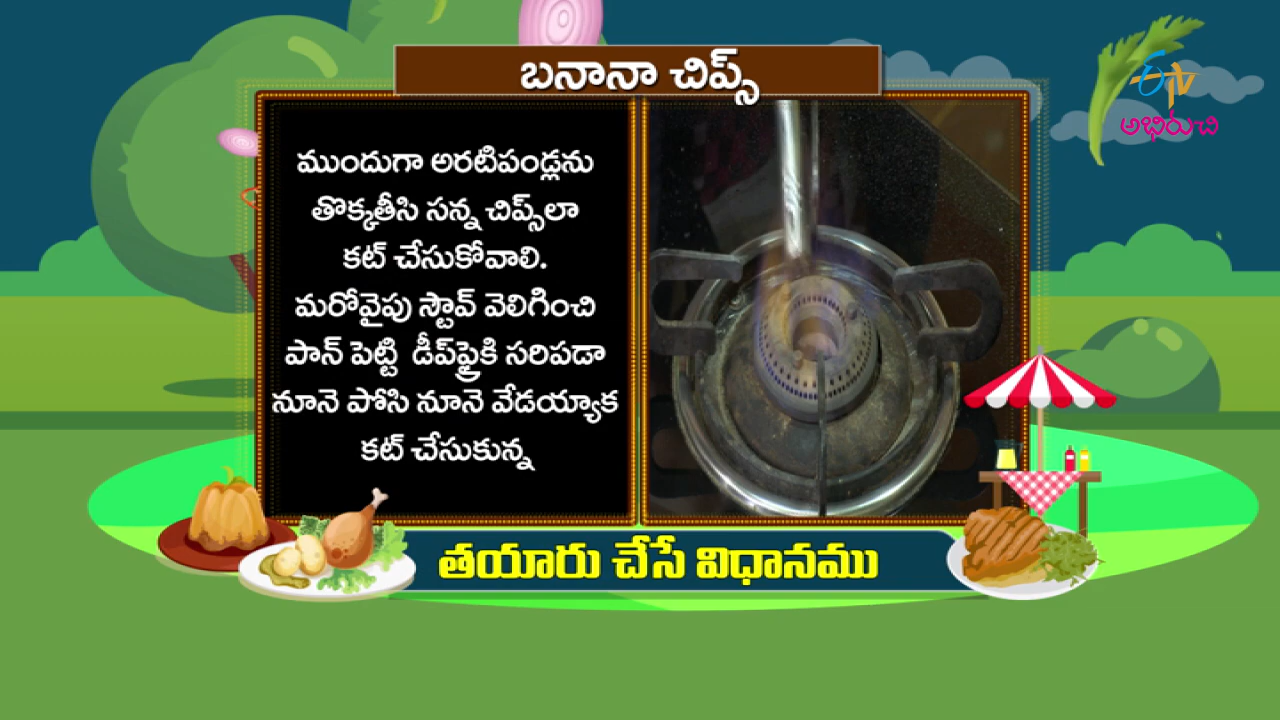 బనానా చిప్స్
ETV
అభిరుచి
ముందుగా అరటిపండ్లను
తొక్కతీసి సన్న చిప్స్‌లా
కట్ చేసుకోవాలి.
మరోవైపు స్టౌవ్ వెలిగించి
పాన్ పెట్టి డీప్‌ఫ్రైకి సరిపడా
నూనె పోసి నూనె వేడయ్యాక
కట్ చేసుకున్న
తయారు చేసే విధానము